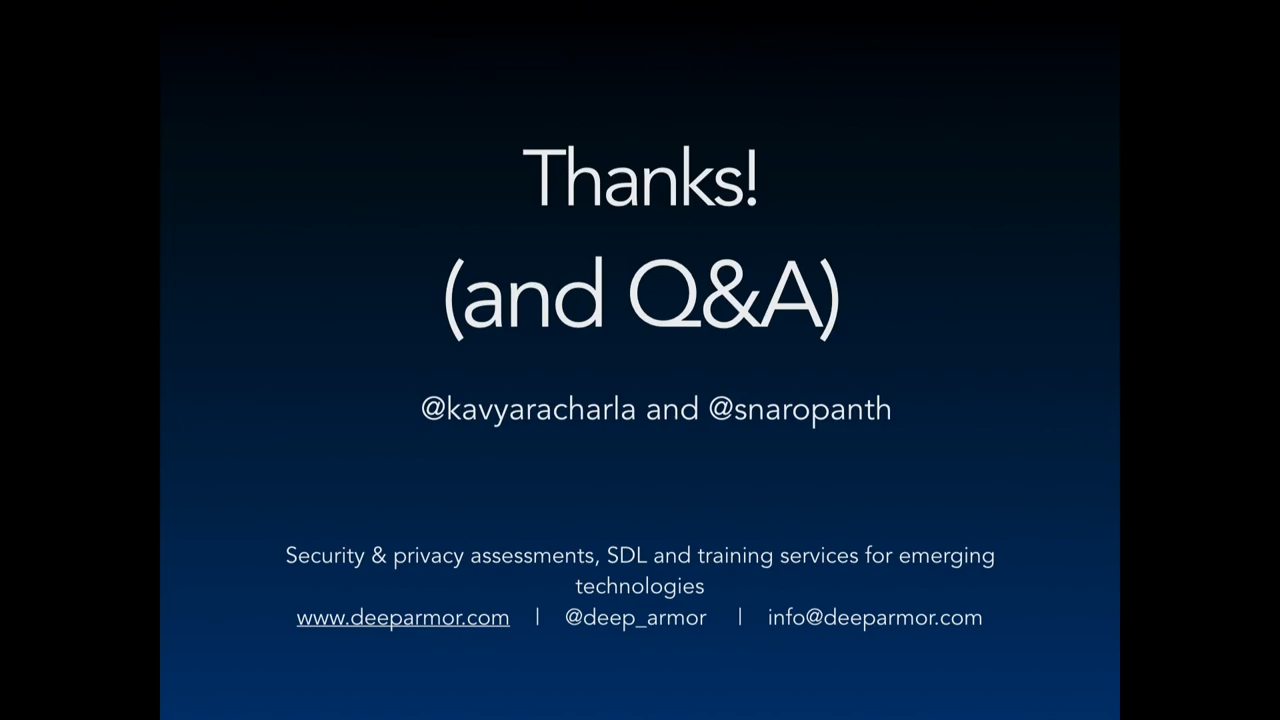 Thanks!
(and Q&A)
@kavyaracharla and @snaropanth
Security & privacy assessments, SDL and training services for emerging
technologies
www.deeparmor.com | @deep_armor | info@deeparmor.com